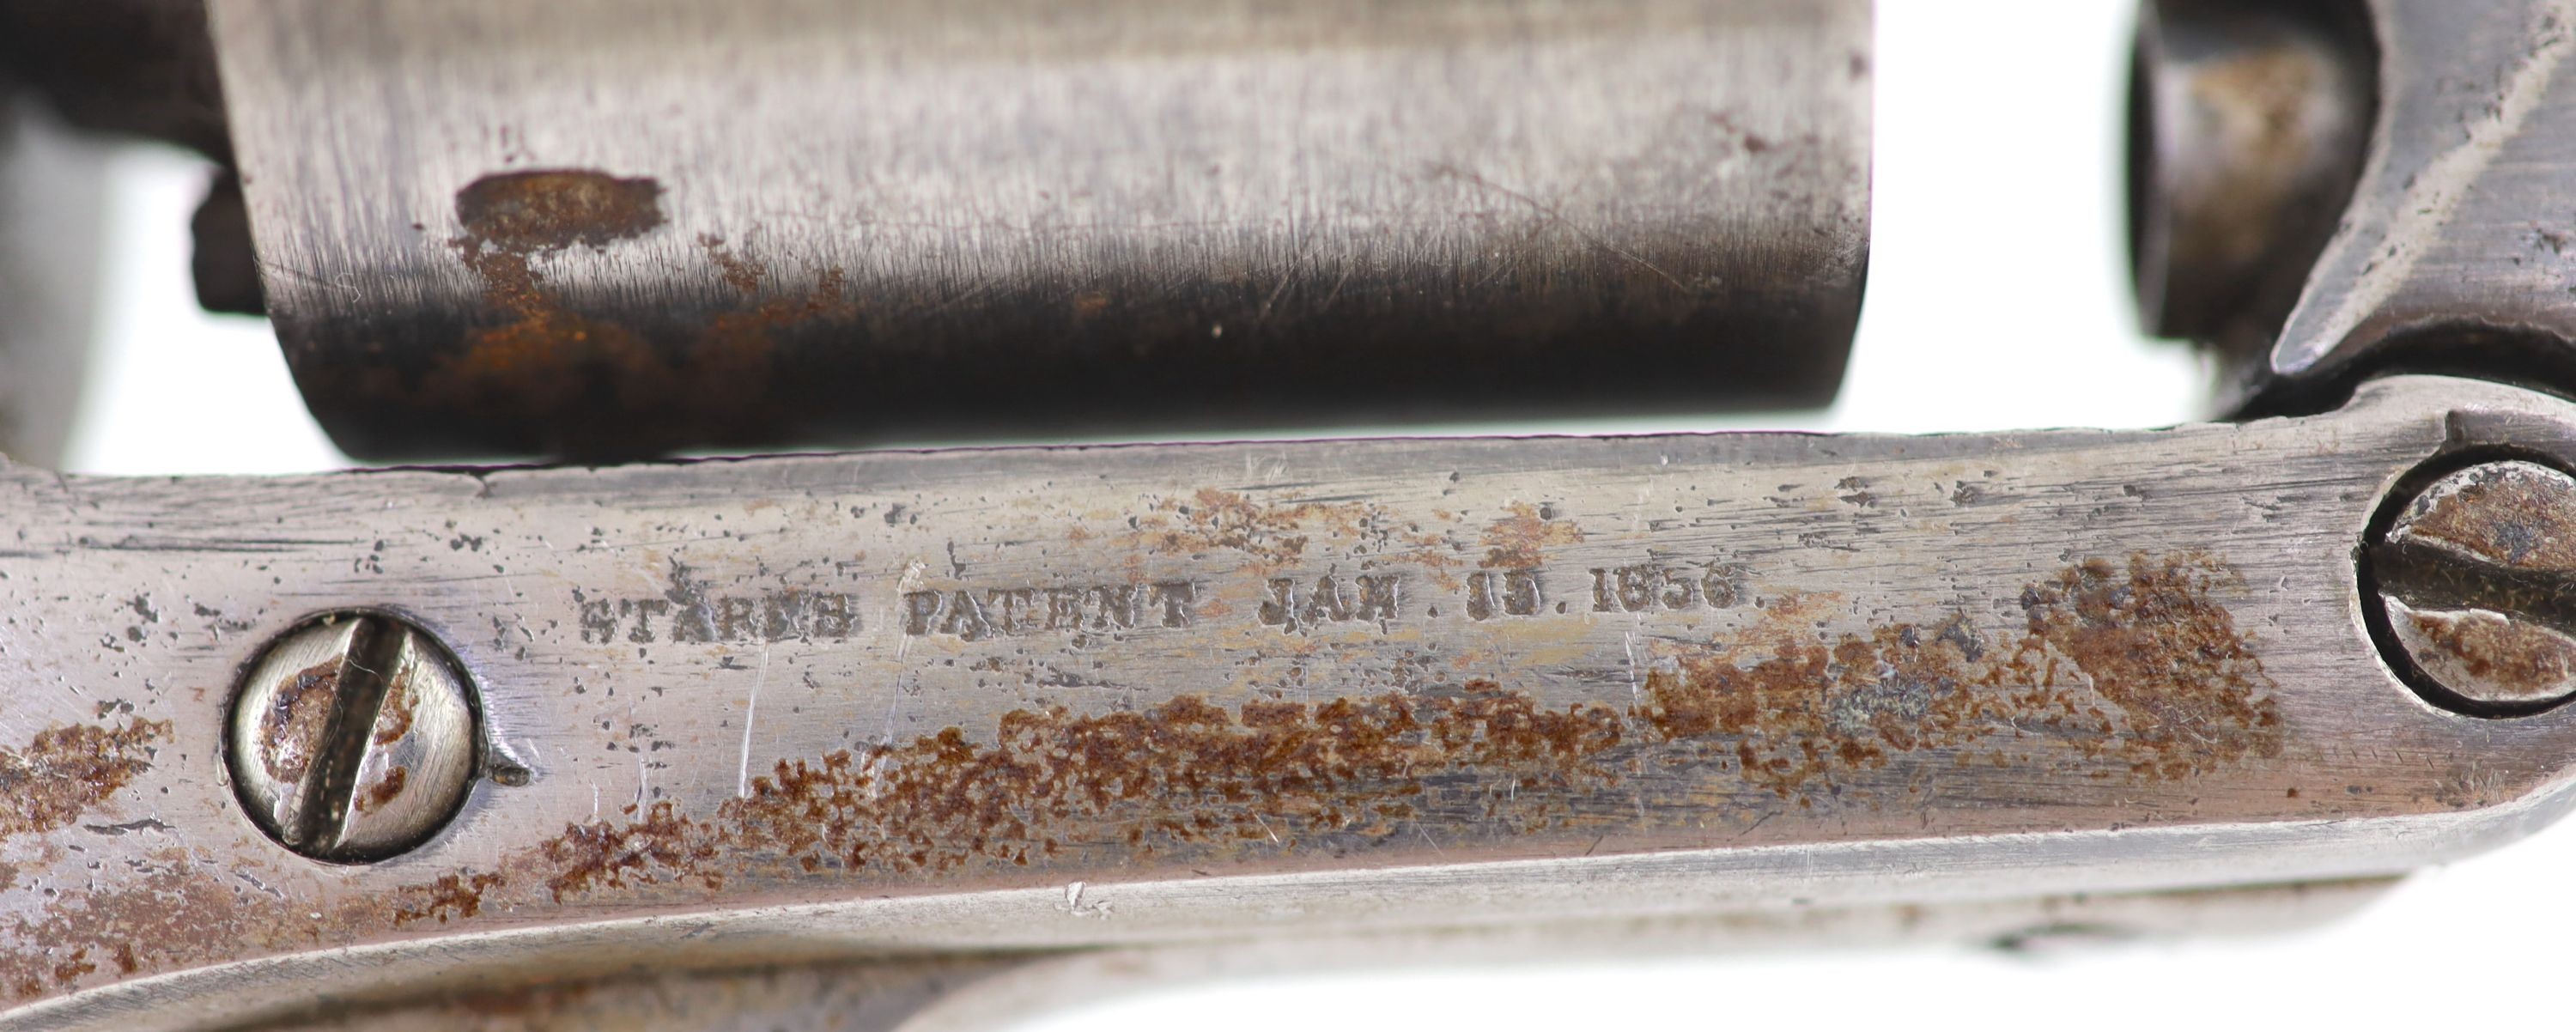 STARR'S PATENT JAN. 15. 1856.